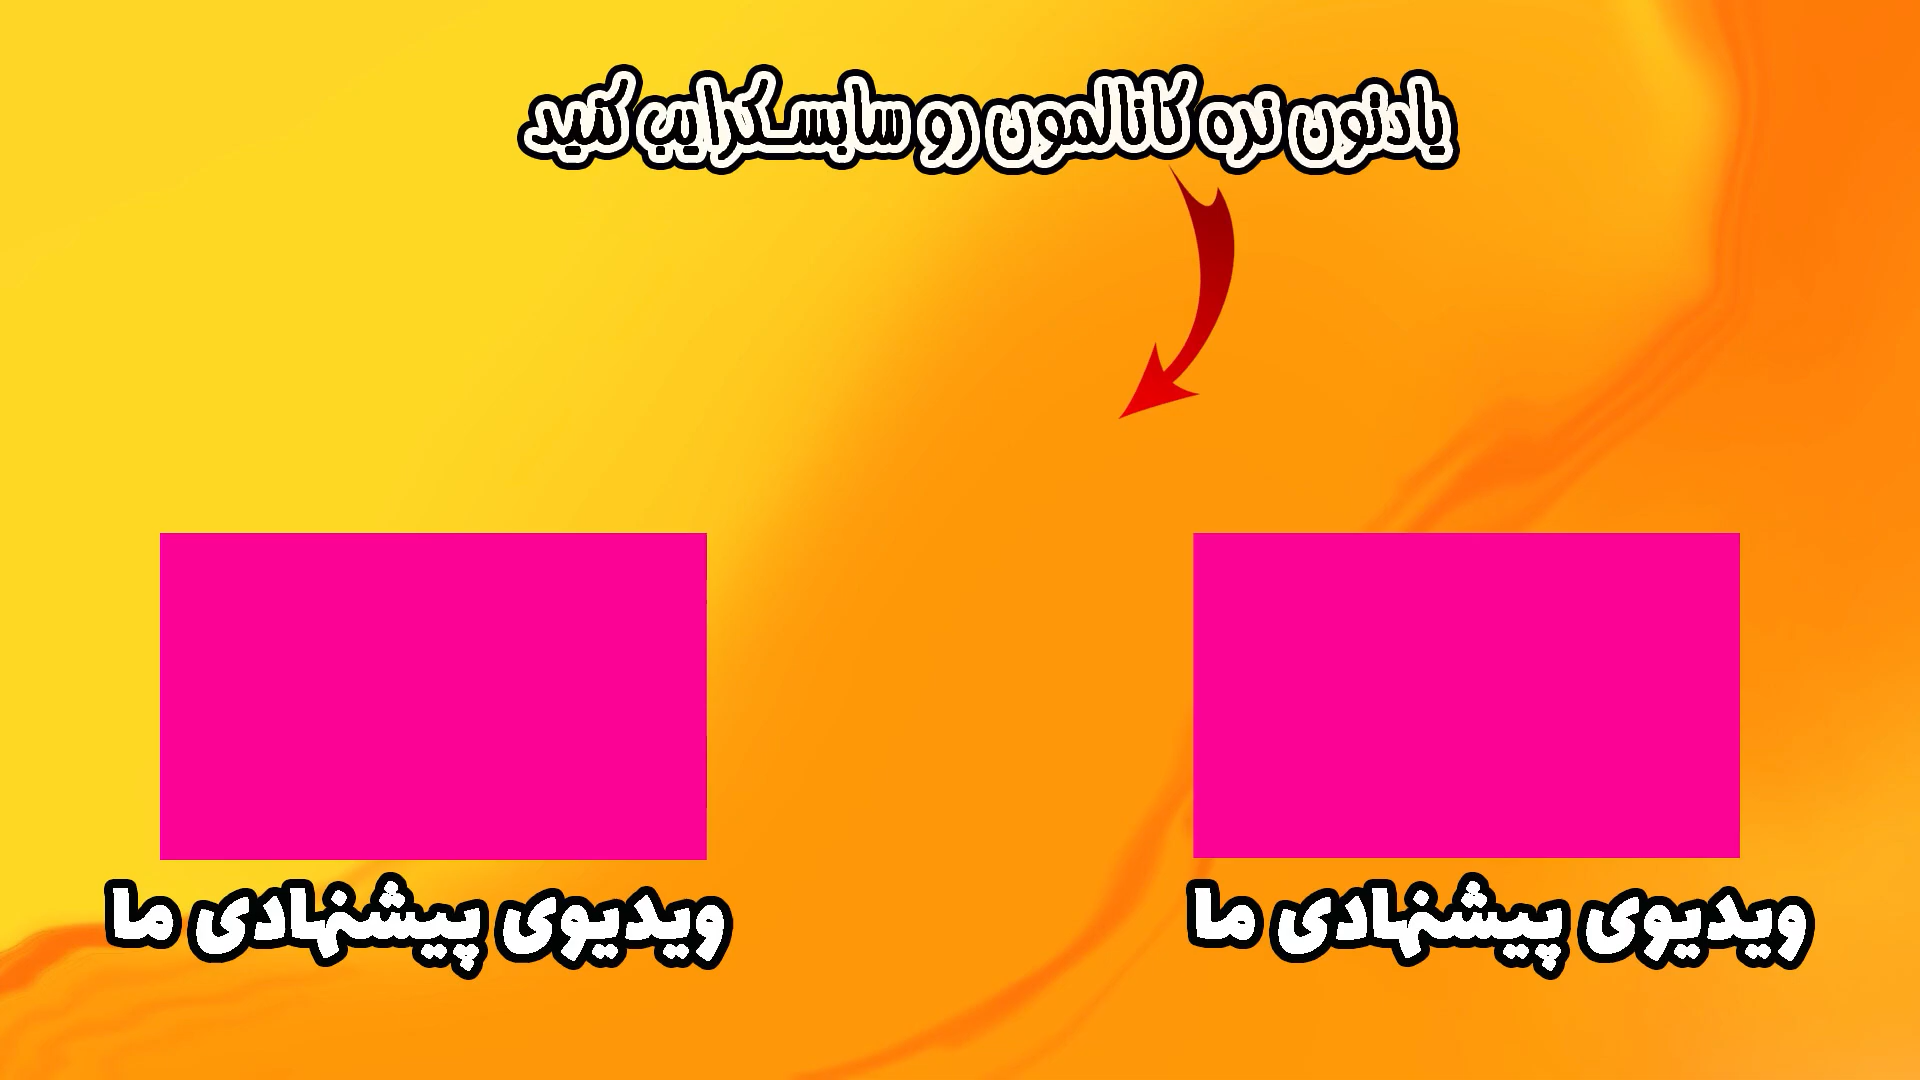 یادتون نره کانالمون رو سابسکرایب کنید
ویدیوی پیشنهادی ما
ویدیوی پیشنهادی ما